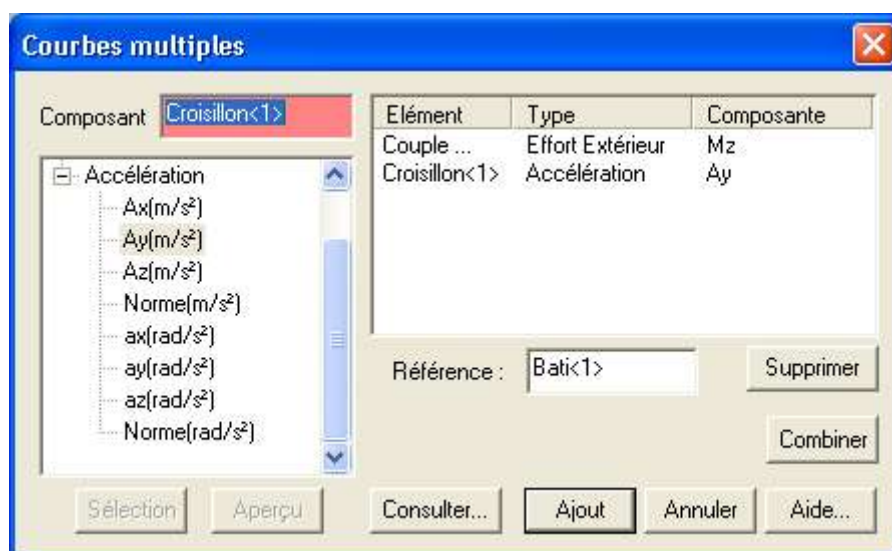 Courbes multiples
Composant Croisillon<1>
Accélération
Ax(m/s²)
Ay(m/s²)
Az(m/s²)
Norme(m/s²)
ax(rad/s²)
ay(rad/s²)
az(rad/s²)
Norme(rad/s²)
Elément Type Composante
Couple ... Effort Extérieur Mz
Croisillon<1> Accélération Ay
Référence : Bati<1> Supprimer
Combiner
Sélection Aperçu Consulter... Ajout Annuler Aide...